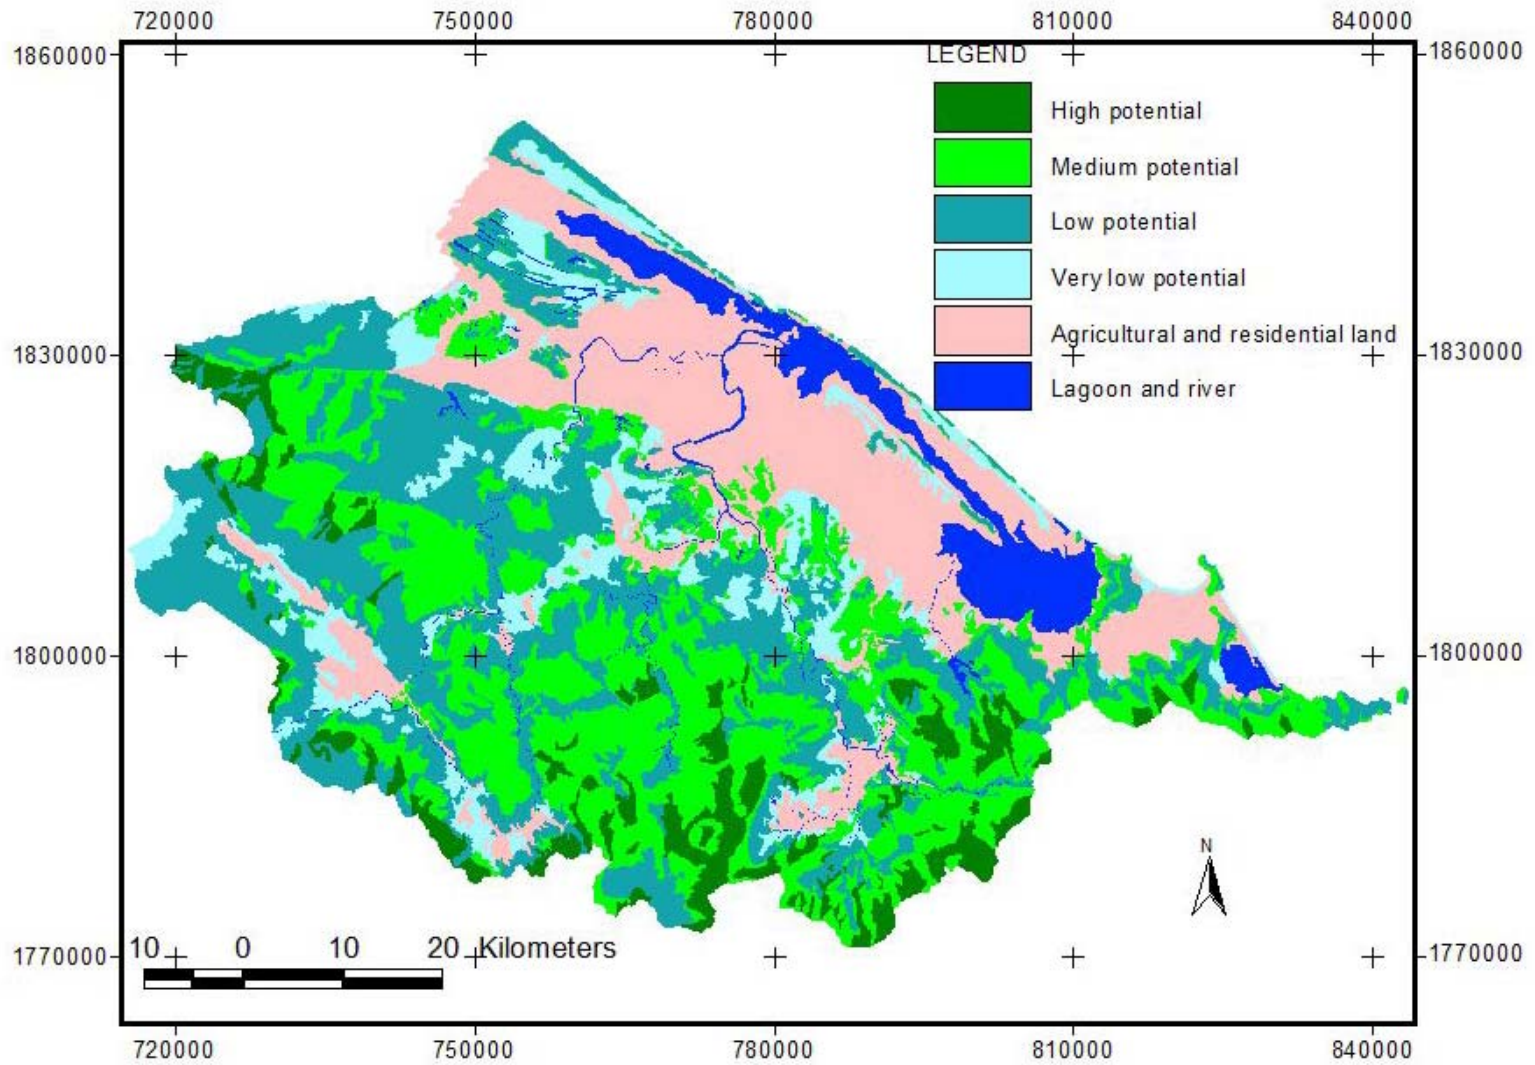 720000 750000 780000 810000 840000
1860000 1860000
LEGEND
High potential
Medium potential
Low potential
Very low potential
Agricultural and residential land
1830000 1830000
Lagoon and river
1800000 1800000
N
10 0 10 20 Kilometers
1770000 1770000
720000 750000 780000 810000 840000